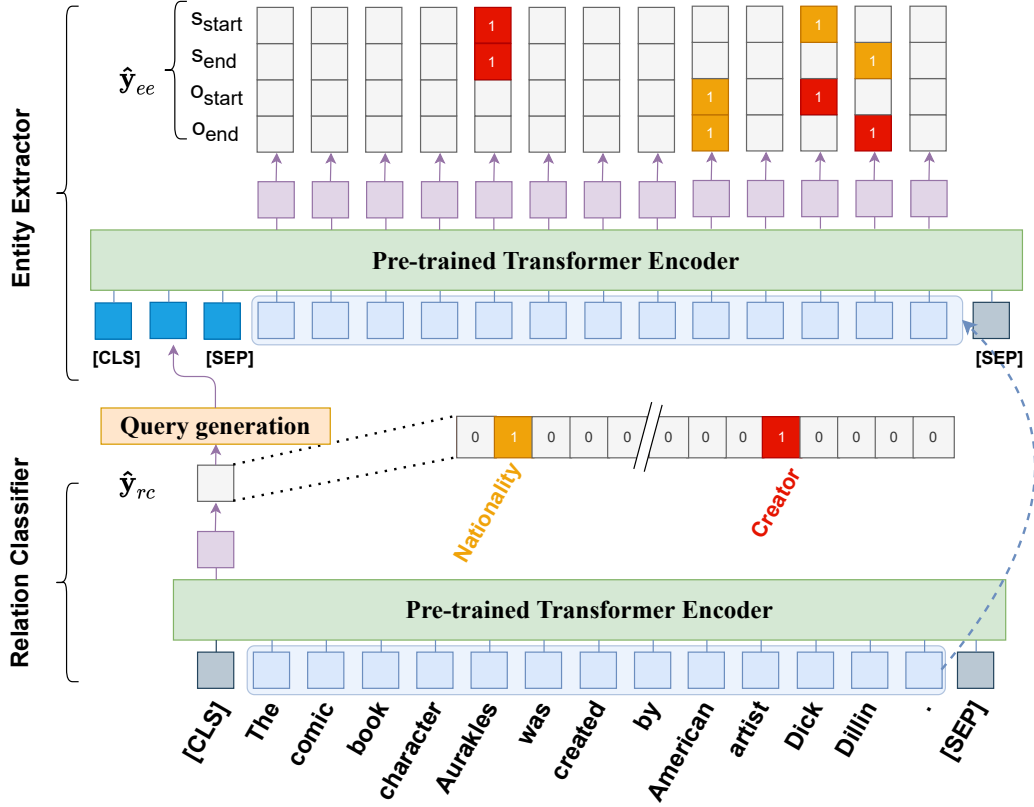 Entity Extractor
ŷee
Sstart
Send
Ostart
Oend
1
1
1
1
1
1
1
1
Pre-trained Transformer Encoder
[CLS]
[SEP]
[SEP]
Query generation
0 1 0 0 0 0 0 0 1 0 0 0 0
Nationality
Creator
ŷrc
Relation Classifier
Pre-trained Transformer Encoder
[CLS] The comic book character Aurakles was created by American artist Dick Dillin . [SEP]